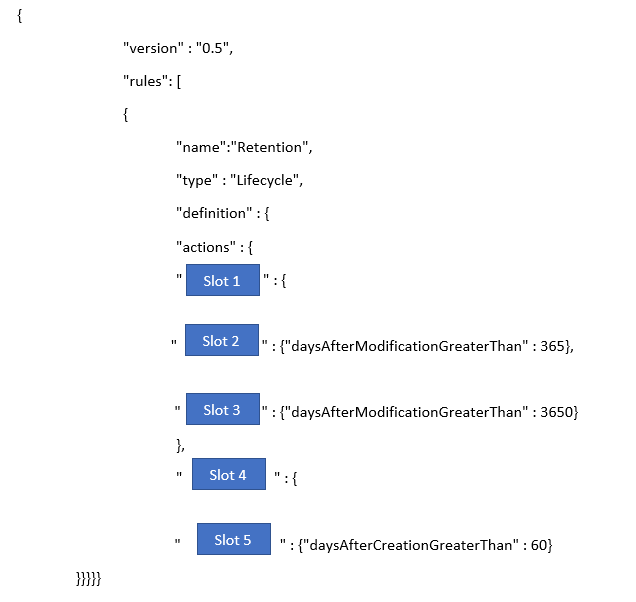 {
"version" : "0.5",
"rules": [
{
"name":"Retention",
"type" : "Lifecycle",
"definition" : {
"actions" : {
" Slot 1 " : {
" Slot 2 " : {"daysAfterModificationGreaterThan" : 365},
" Slot 3 " : {"daysAfterModificationGreaterThan" : 3650}
},
" Slot 4 " : {
" Slot 5 " : {"daysAfterCreationGreaterThan" : 60}
}}}}}